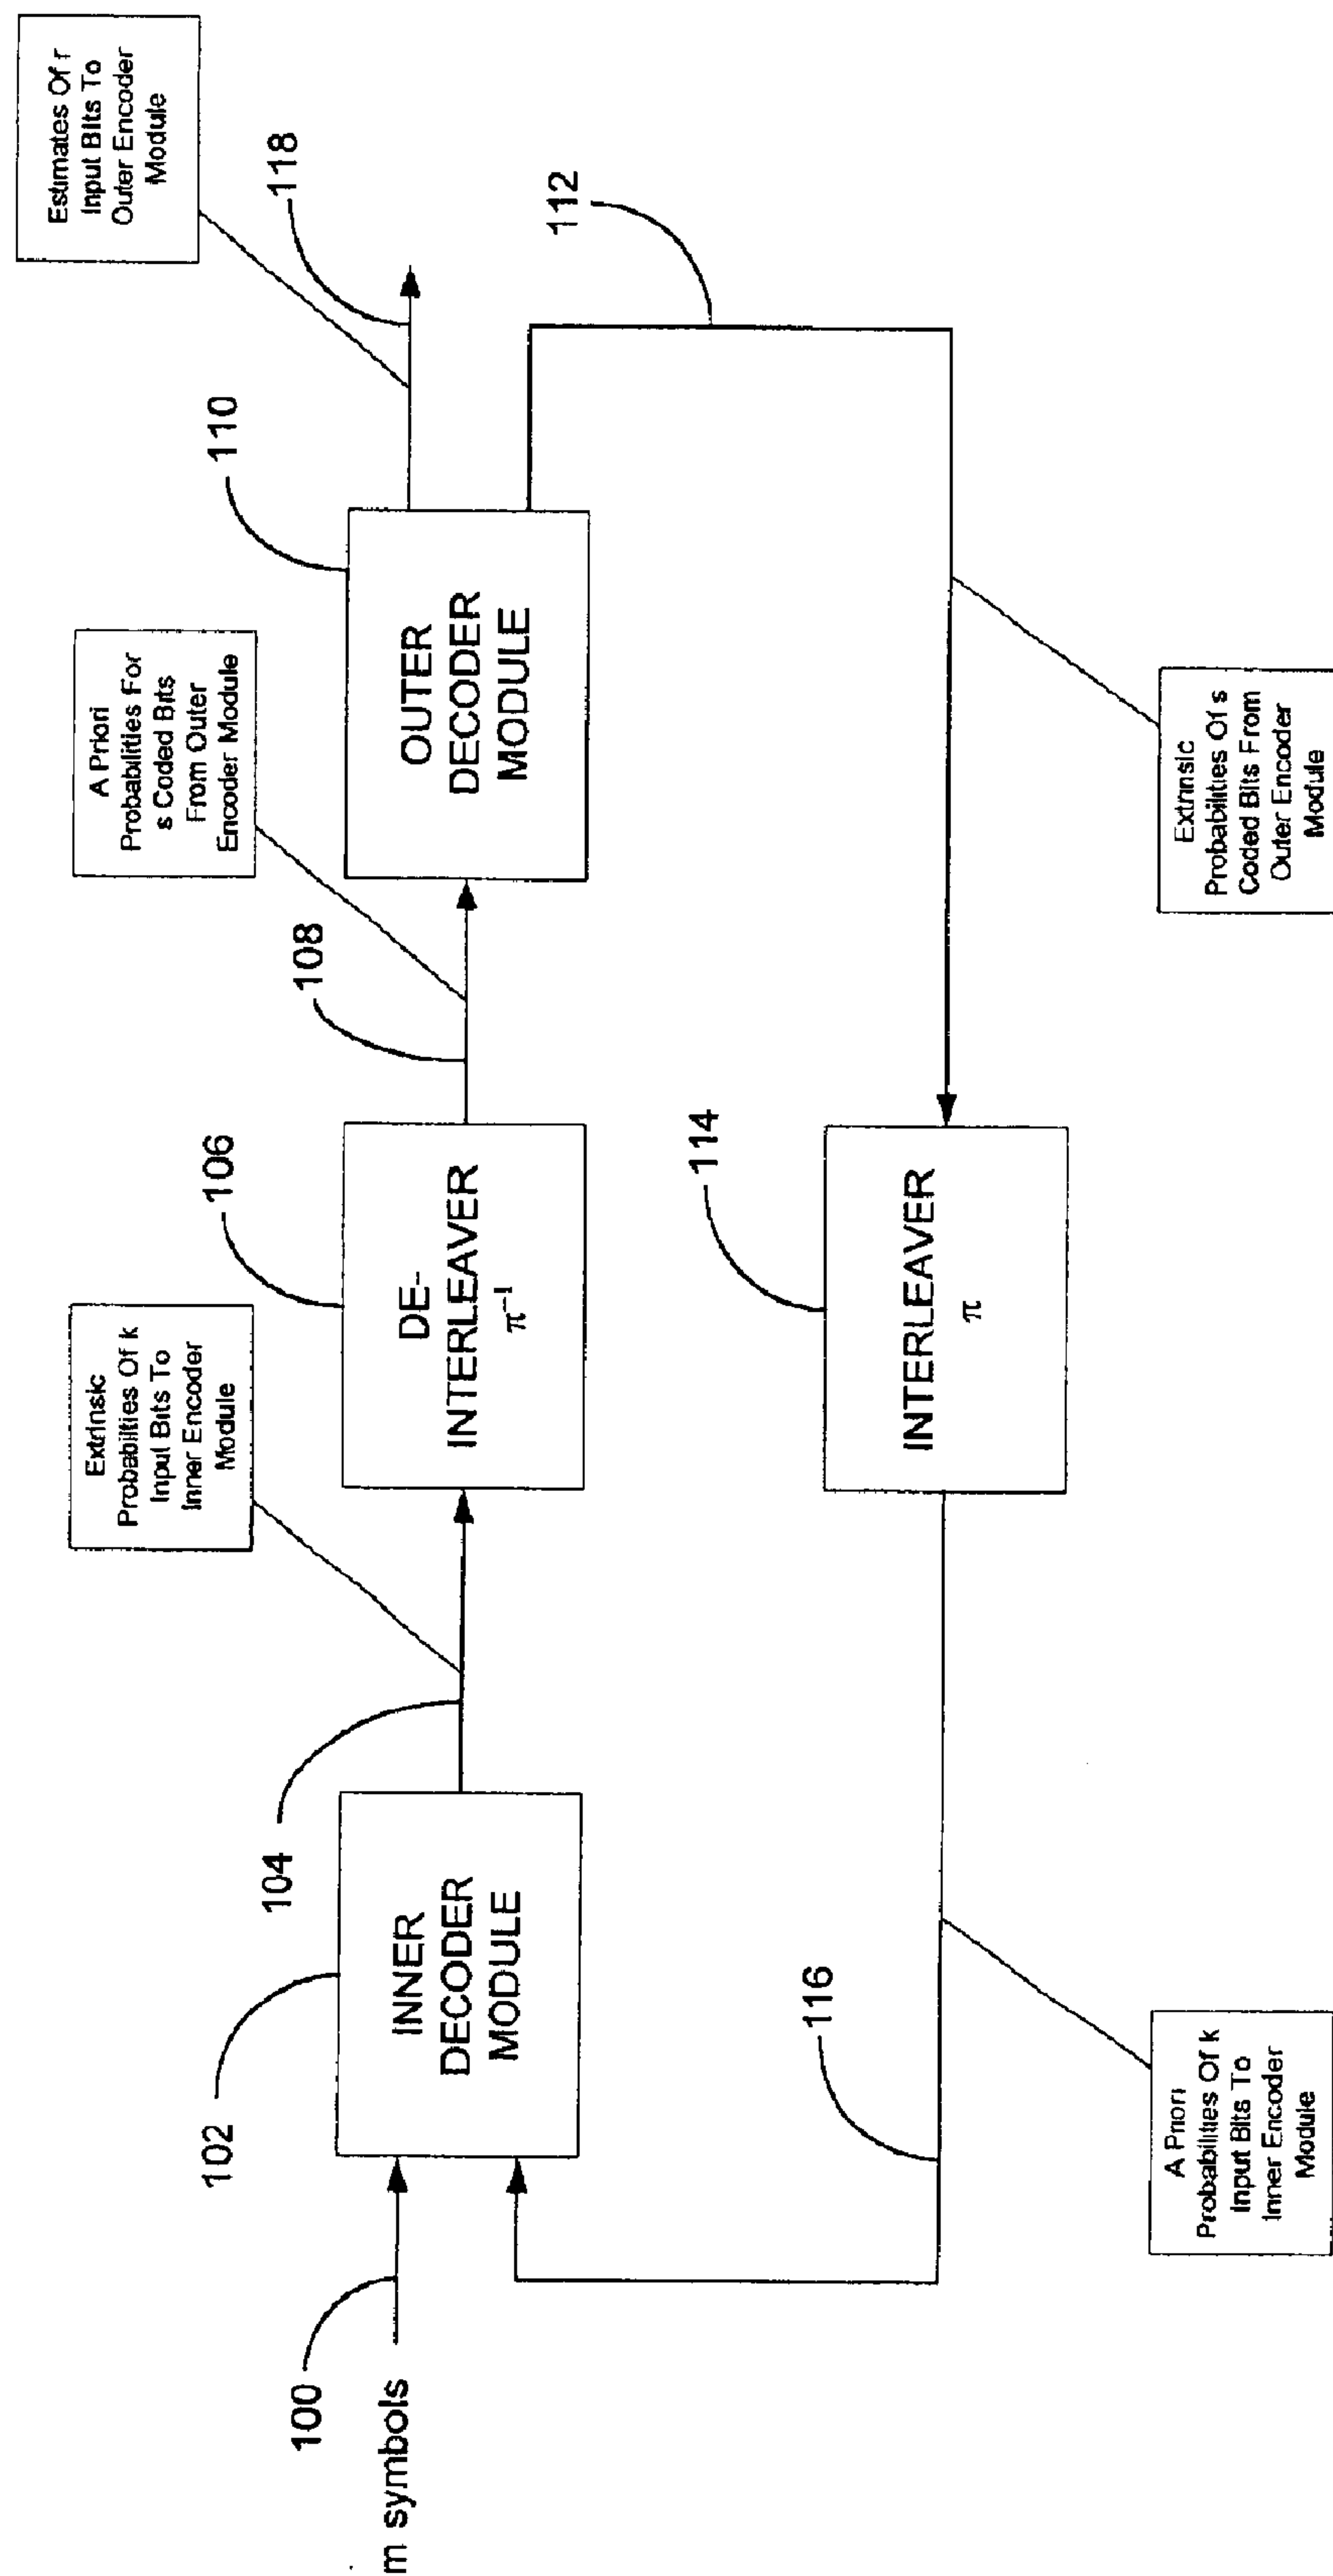 m symbols
100
102
INNER
DECODER
MODULE
104
Extrinsic
Probabilties Of k
Input Bits To
Inner Encoder
Module
106
DE-
INTERLEAVER
π⁻¹
108
A Priori
Probabilities For
s Coded Bits
From Outer
Encoder Module
110
OUTER
DECODER
MODULE
118
Estimates Of r
Input Bits To
Outer Encoder
Module
112
Extrinsic
Probabilities Of s
Coded Bits From
Outer Encoder
Module
114
INTERLEAVER
π
116
A Priori
Probabilities Of k
Input Bits To
Inner Encoder
Module